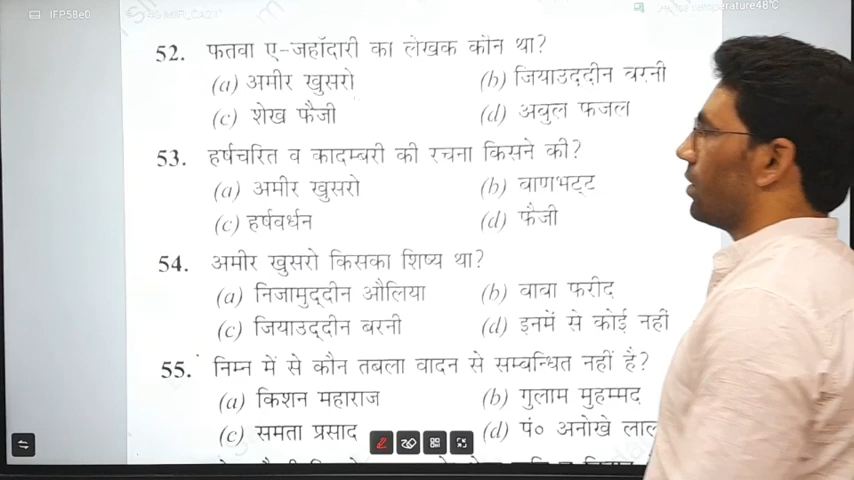 IFP58e0
temperature48℃
52. फतवा ए-जहाँदारी का लेखक कौन था?
(a) अमीर खुसरो (b) जियाउद्‌दीन बरनी
(c) शेख फैजी (d) अबुल फजल
53. हर्षचरित व कादम्बरी की रचना किसने की?
(a) अमीर खुसरो (b) वाणभट्‌ट
(c) हर्षवर्धन (d) फैजी
54. अमीर खुसरो किसका शिष्य था?
(a) निजामुद्‌दीन औलिया (b) वावा फरीद
(c) जियाउद्‌दीन बरनी (d) इनमें से कोई नहीं
55. निम्न में से कौन तबला वादन से सम्बन्धित नहीं है?
(a) किशन महाराज (b) गुलाम मुहम्मद
(c) समता प्रसाद (d) पं० अनोखे लाल